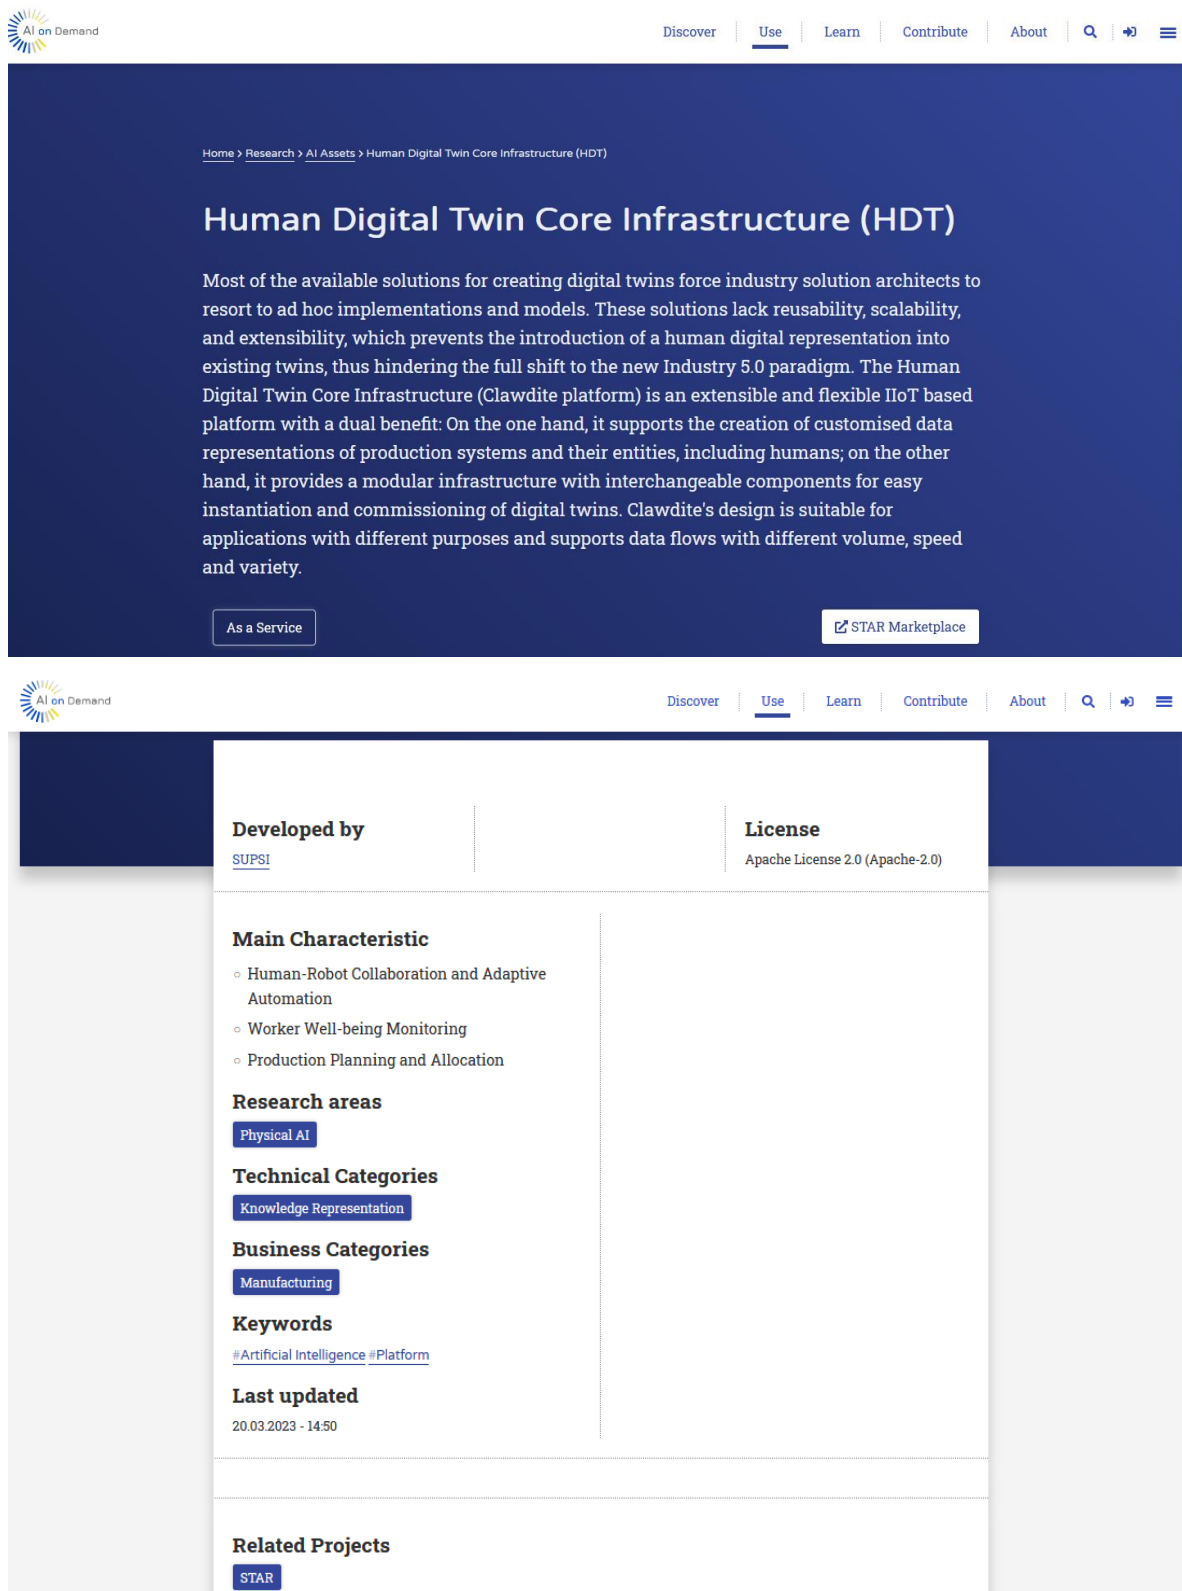 AI on Demand
Discover
Use
Learn
Contribute
About
Home > Research > AI Assets > Human Digital Twin Core Infrastructure (HDT)
Human Digital Twin Core Infrastructure (HDT)
Most of the available solutions for creating digital twins force industry solution architects to
resort to ad hoc implementations and models. These solutions lack reusability, scalability,
and extensibility, which prevents the introduction of a human digital representation into
existing twins, thus hindering the full shift to the new Industry 5.0 paradigm. The Human
Digital Twin Core Infrastructure (Clawdite platform) is an extensible and flexible IIoT based
platform with a dual benefit: On the one hand, it supports the creation of customised data
representations of production systems and their entities, including humans; on the other
hand, it provides a modular infrastructure with interchangeable components for easy
instantiation and commissioning of digital twins. Clawdite's design is suitable for
applications with different purposes and supports data flows with different volume, speed
and variety.
As a Service
STAR Marketplace
AI on Demand
Discover
Use
Learn
Contribute
About
Developed by
SUPSI
License
Apache License 2.0 (Apache-2.0)
Main Characteristic
Human-Robot Collaboration and Adaptive
Automation
Worker Well-being Monitoring
Production Planning and Allocation
Research areas
Physical AI
Technical Categories
Knowledge Representation
Business Categories
Manufacturing
Keywords
#Artificial Intelligence #Platform
Last updated
20.03.2023 - 14:50
Related Projects
STAR